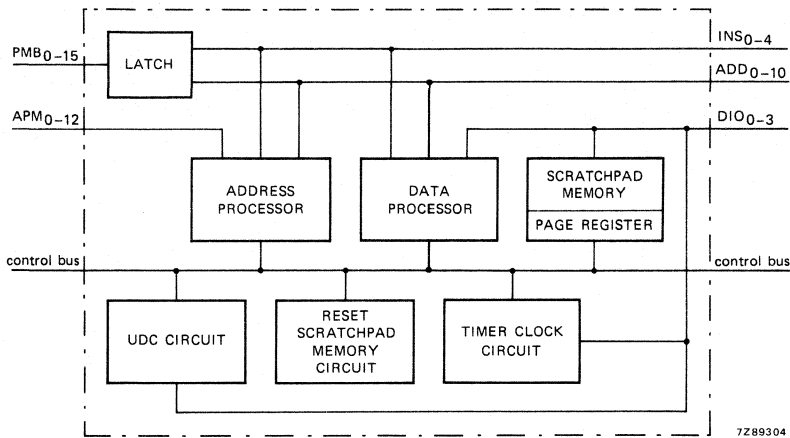 PMB0-15
LATCH
INS0-4
ADD0-10
APM0-12
DIO0-3
ADDRESS
PROCESSOR
DATA
PROCESSOR
SCRATCHPAD
MEMORY
PAGE REGISTER
control bus
control bus
UDC CIRCUIT
RESET
SCRATCHPAD
MEMORY
CIRCUIT
TIMER CLOCK
CIRCUIT
7Z89304